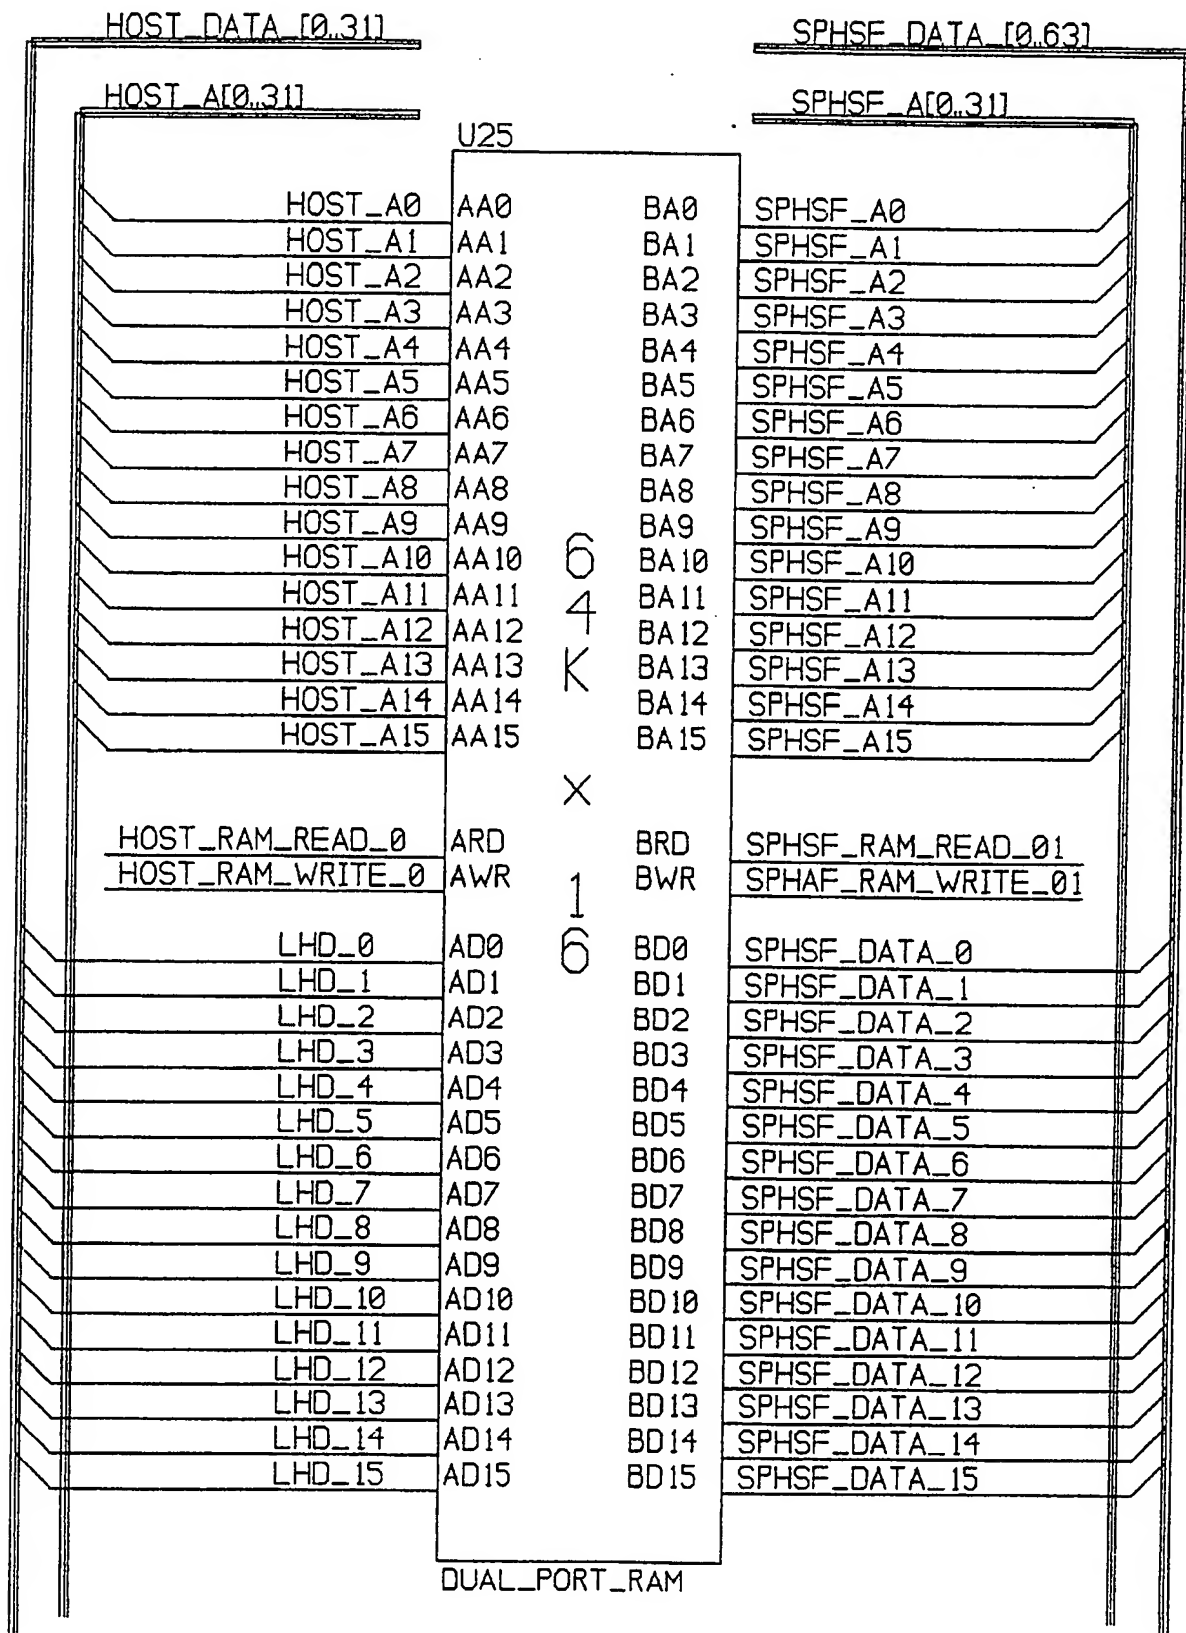 HOST_DATA_[0..31] SPHSF_DATA_[0..63]
HOST_A[0..31] SPHSF_A[0..31]
U25
HOST_A0 AA0 BA0 SPHSF_A0
HOST_A1 AA1 BA1 SPHSF_A1
HOST_A2 AA2 BA2 SPHSF_A2
HOST_A3 AA3 BA3 SPHSF_A3
HOST_A4 AA4 BA4 SPHSF_A4
HOST_A5 AA5 BA5 SPHSF_A5
HOST_A6 AA6 BA6 SPHSF_A6
HOST_A7 AA7 BA7 SPHSF_A7
HOST_A8 AA8 BA8 SPHSF_A8
HOST_A9 AA9 BA9 SPHSF_A9
HOST_A10 AA10 BA10 SPHSF_A10
HOST_A11 AA11 BA11 SPHSF_A11
HOST_A12 AA12 BA12 SPHSF_A12
HOST_A13 AA13 BA13 SPHSF_A13
HOST_A14 AA14 BA14 SPHSF_A14
HOST_A15 AA15 BA15 SPHSF_A15
64K x 16
HOST_RAM_READ_0 ARD BRD SPHSF_RAM_READ_01
HOST_RAM_WRITE_0 AWR BWR SPHAF_RAM_WRITE_01
LHD_0 AD0 BD0 SPHSF_DATA_0
LHD_1 AD1 BD1 SPHSF_DATA_1
LHD_2 AD2 BD2 SPHSF_DATA_2
LHD_3 AD3 BD3 SPHSF_DATA_3
LHD_4 AD4 BD4 SPHSF_DATA_4
LHD_5 AD5 BD5 SPHSF_DATA_5
LHD_6 AD6 BD6 SPHSF_DATA_6
LHD_7 AD7 BD7 SPHSF_DATA_7
LHD_8 AD8 BD8 SPHSF_DATA_8
LHD_9 AD9 BD9 SPHSF_DATA_9
LHD_10 AD10 BD10 SPHSF_DATA_10
LHD_11 AD11 BD11 SPHSF_DATA_11
LHD_12 AD12 BD12 SPHSF_DATA_12
LHD_13 AD13 BD13 SPHSF_DATA_13
LHD_14 AD14 BD14 SPHSF_DATA_14
LHD_15 AD15 BD15 SPHSF_DATA_15
DUAL_PORT_RAM